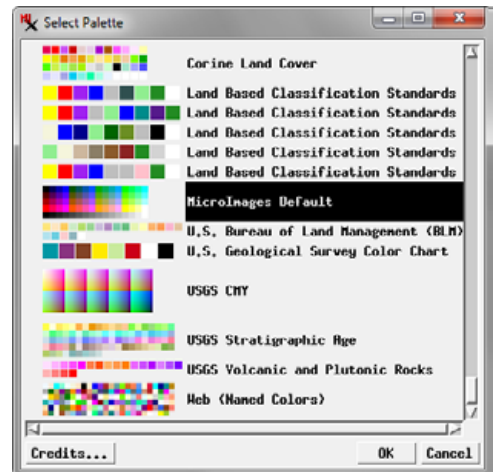 Select Palette
Corine Land Cover
Land Based Classification Standards
Land Based Classification Standards
Land Based Classification Standards
Land Based Classification Standards
Land Based Classification Standards
MicroImages Default
U.S. Bureau of Land Management (BLM)
U.S. Geological Survey Color Chart
USGS CMY
USGS Stratigraphic Age
USGS Volcanic and Plutonic Rocks
Web (Named Colors)
Credits... OK Cancel